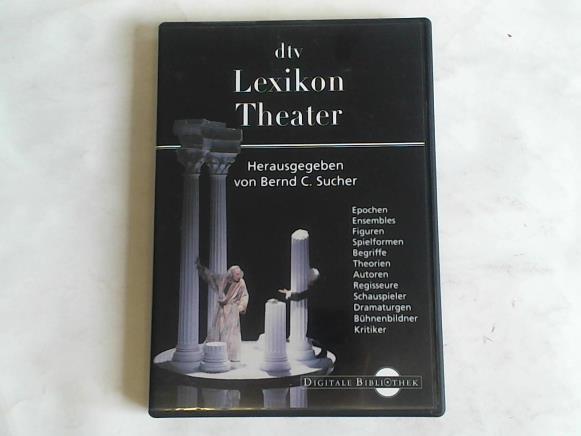 dtv
Lexikon
Theater
Herausgegeben
von Bernd C. Sucher
Epochen
Ensembles
Figuren
Spielformen
Begriffe
Theorien
Autoren
Regisseure
Schauspieler
Dramaturgen
Bühnenbildner
Kritiker
DIGITALE BIBLIOTHEK